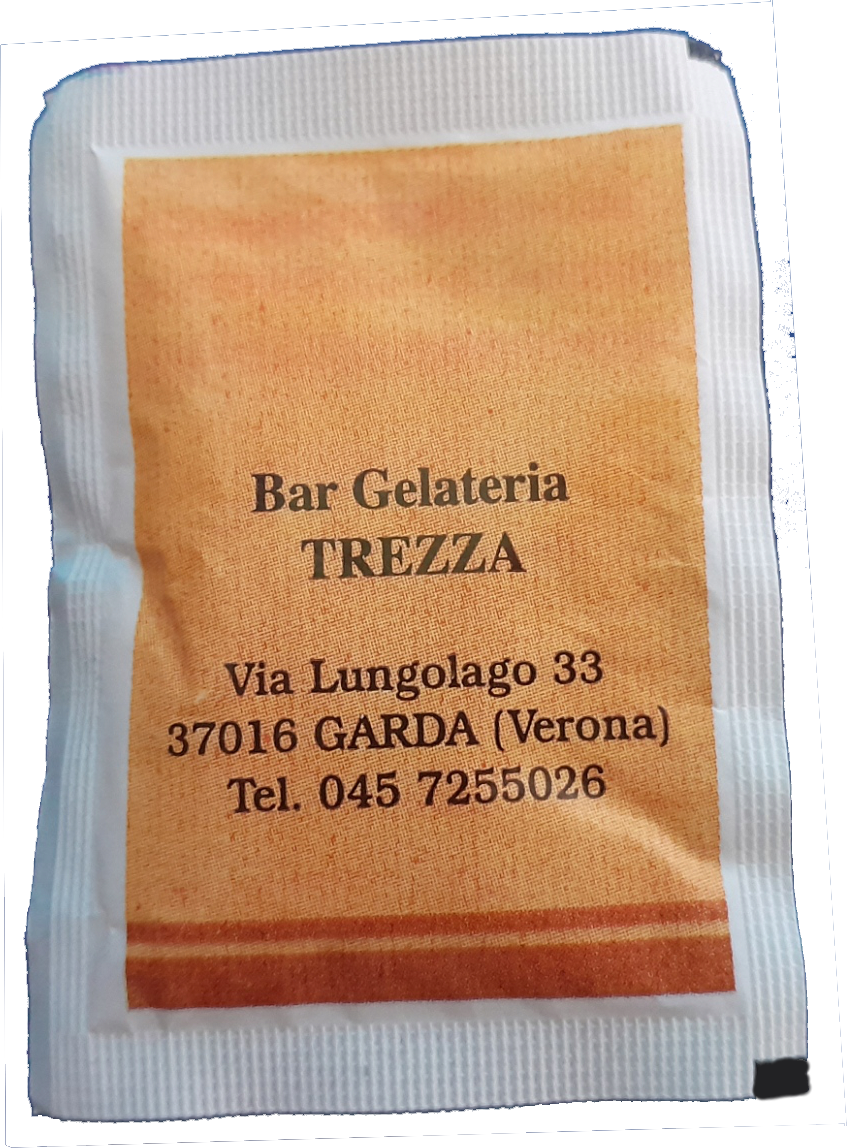 Bar Gelateria
TREZZA
Via Lungolago 33
37016 GARDA (Verona)
Tel. 045 7255026